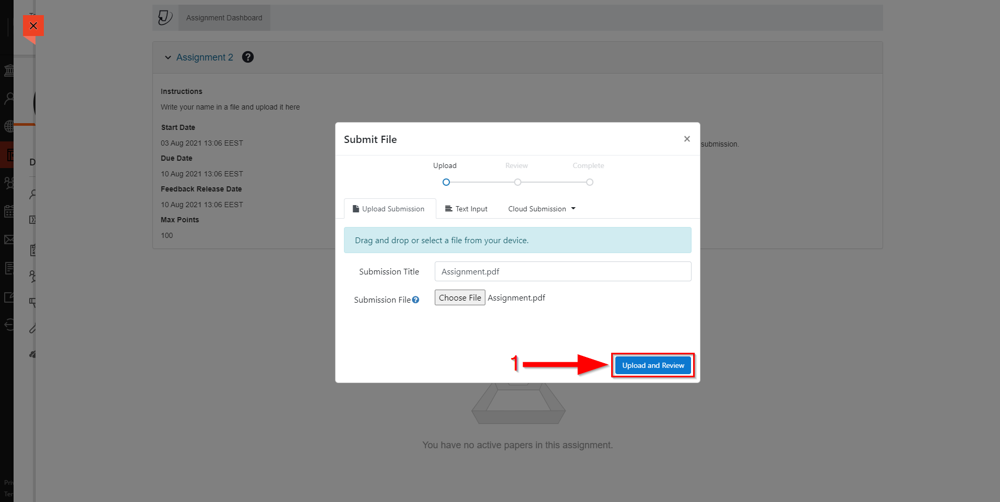 Assignment Dashboard
Assignment 2
Instructions
Write your name in a file and upload it here
Start Date
03 Aug 2021 13:06 EEST
Due Date
10 Aug 2021 13:06 EEST
Feedback Release Date
10 Aug 2021 13:06 EEST
Max Points
100
submission.
Submit File
×
Upload Review Complete
Upload Submission Text Input Cloud Submission
Drag and drop or select a file from your device.
Submission Title Assignment.pdf
Submission File Choose File Assignment.pdf
1 Upload and Review
You have no active papers in this assignment.